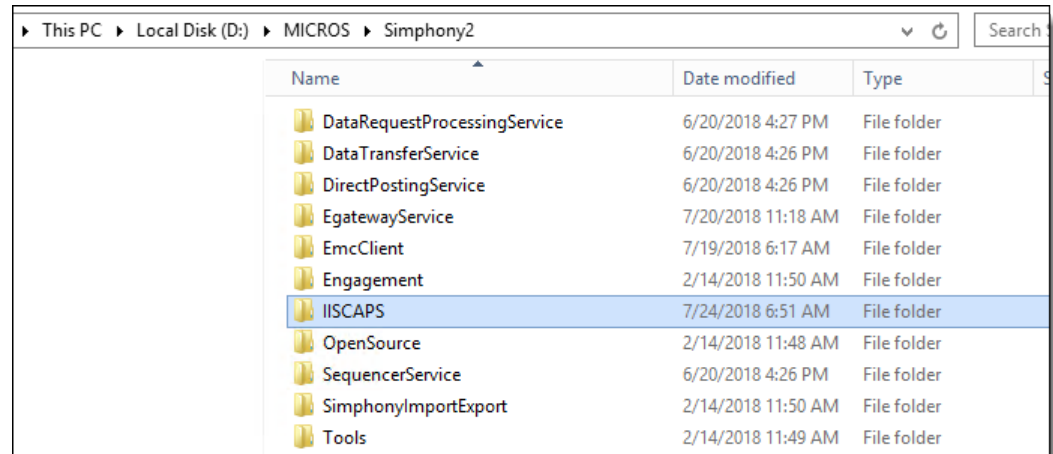 This PC Local Disk (D:) MICROS Simphony2 Search
Name Date modified Type
DataRequestProcessingService 6/20/2018 4:27 PM File folder
DataTransferService 6/20/2018 4:26 PM File folder
DirectPostingService 6/20/2018 4:26 PM File folder
EgatewayService 7/20/2018 11:18 AM File folder
EmcClient 7/19/2018 6:17 AM File folder
Engagement 2/14/2018 11:50 AM File folder
IISCAPS 7/24/2018 6:51 AM File folder
OpenSource 2/14/2018 11:48 AM File folder
SequencerService 6/20/2018 4:26 PM File folder
SimphonyImportExport 2/14/2018 11:50 AM File folder
Tools 2/14/2018 11:49 AM File folder